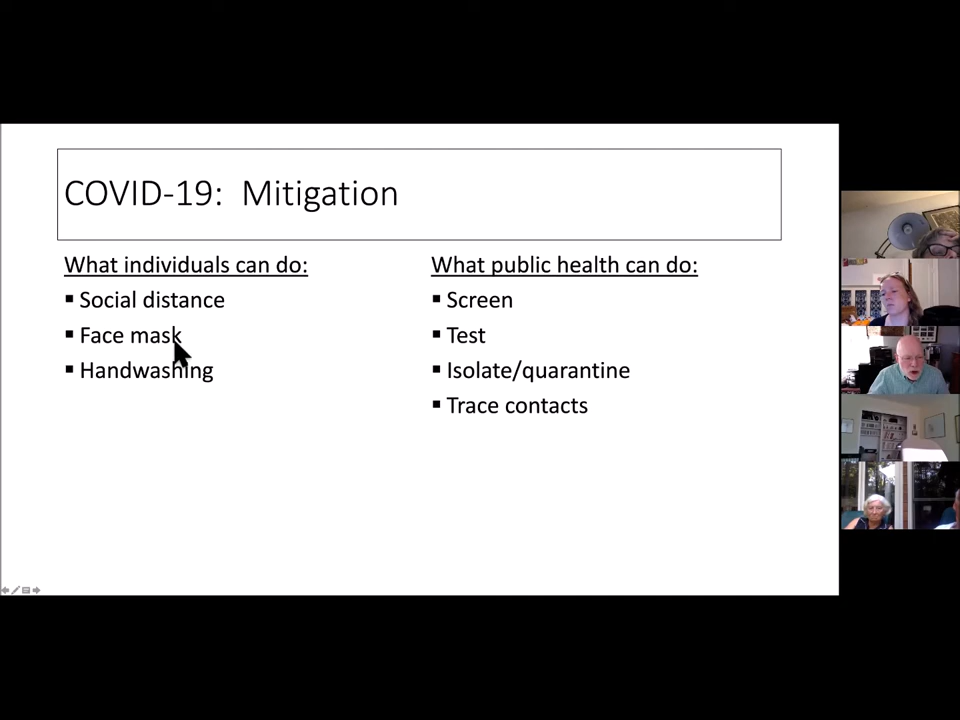 COVID-19: Mitigation
What individuals can do:
▪ Social distance
▪ Face mask
▪ Handwashing
What public health can do:
▪ Screen
▪ Test
▪ Isolate/quarantine
▪ Trace contacts